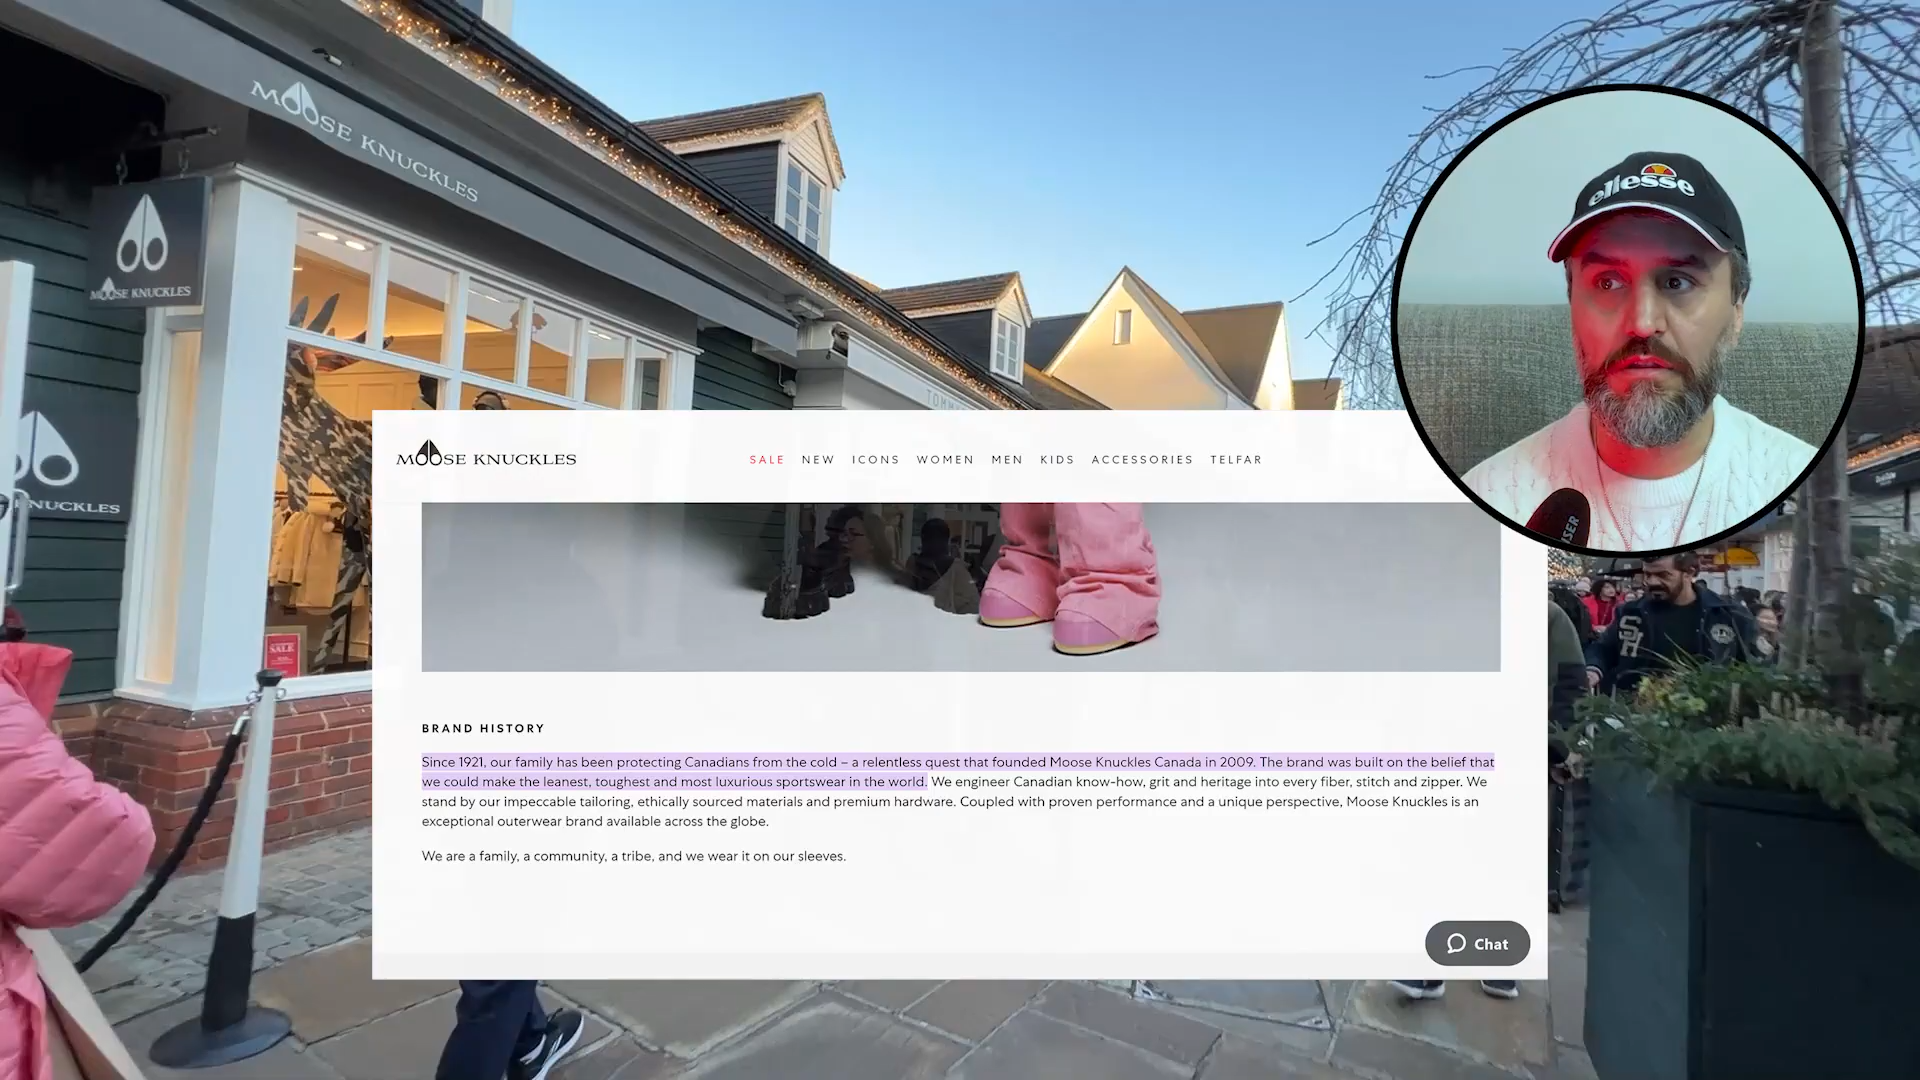 MOOSE KNUCKLES
MOOSE KNUCKLES
KNUCKLES
SALE
TOMMY
ellesse
SH
MOOSE KNUCKLES
SALE NEW ICONS WOMEN MEN KIDS ACCESSORIES TELFAR
BRAND HISTORY
Since 1921, our family has been protecting Canadians from the cold – a relentless quest that founded Moose Knuckles Canada in 2009. The brand was built on the belief that
we could make the leanest, toughest and most luxurious sportswear in the world. We engineer Canadian know-how, grit and heritage into every fiber, stitch and zipper. We
stand by our impeccable tailoring, ethically sourced materials and premium hardware. Coupled with proven performance and a unique perspective, Moose Knuckles is an
exceptional outerwear brand available across the globe.
We are a family, a community, a tribe, and we wear it on our sleeves.
Chat